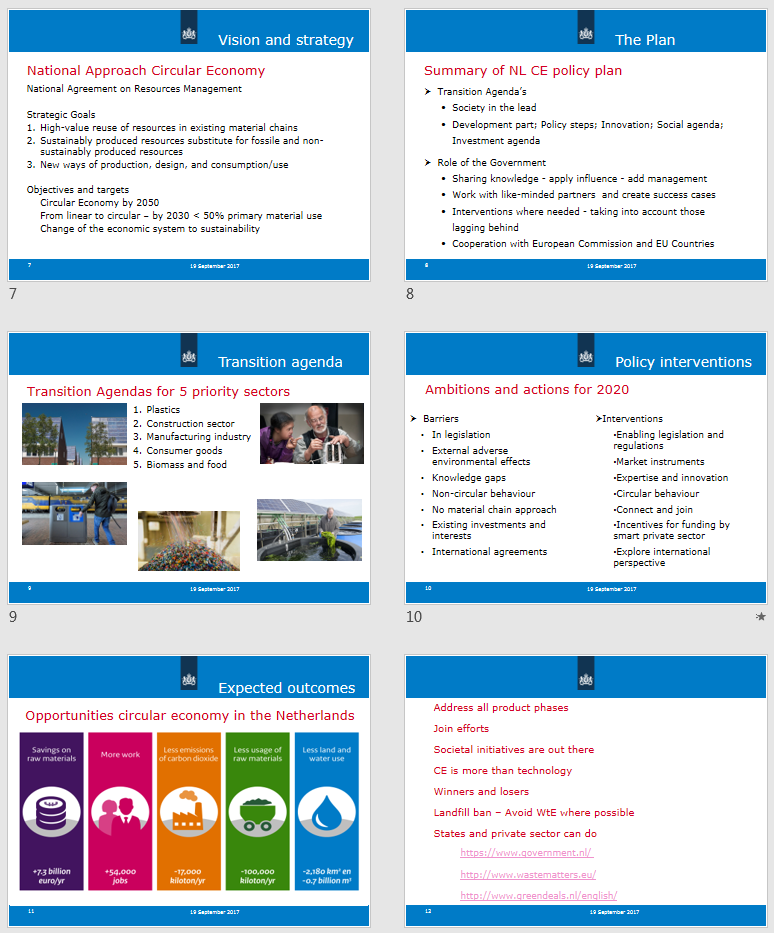 Vision and strategy
National Approach Circular Economy
National Agreement on Resources Management
Strategic Goals
1. High-value reuse of resources in existing material chains
2. Sustainably produced resources substitute for fossile and non-
sustainably produced resources
3. New ways of production, design, and consumption/use
Objectives and targets
Circular Economy by 2050
From linear to circular – by 2030 < 50% primary material use
Change of the economic system to sustainability
7 19 September 2017
7
The Plan
Summary of NL CE policy plan
➢ Transition Agenda's
• Society in the lead
• Development part; Policy steps; Innovation; Social agenda;
Investment agenda
➢ Role of the Government
• Sharing knowledge - apply influence - add management
• Work with like-minded partners and create success cases
• Interventions where needed - taking into account those
lagging behind
• Cooperation with European Commission and EU Countries
8 19 September 2017
8
Transition agenda
Transition Agendas for 5 priority sectors
1. Plastics
2. Construction sector
3. Manufacturing industry
4. Consumer goods
5. Biomass and food
9 19 September 2017
9
Policy interventions
Ambitions and actions for 2020
➢ Barriers
• In legislation
• External adverse
environmental effects
• Knowledge gaps
• Non-circular behaviour
• No material chain approach
• Existing investments and
interests
• International agreements
➢Interventions
•Enabling legislation and
regulations
•Market instruments
•Expertise and innovation
•Circular behaviour
•Connect and join
•Incentives for funding by
smart private sector
•Explore international
perspective
10 19 September 2017
10
Expected outcomes
Opportunities circular economy in the Netherlands
Savings on
raw materials
+7.3 billion
euro/yr
More work
+54,000
jobs
Less emissions
of carbon dioxide
-17,000
kiloton/yr
Less usage of
raw materials
-100,000
kiloton/yr
Less land and
water use
-2,180 km² en
-0.7 billion m³
11 19 September 2017
Address all product phases
Join efforts
Societal initiatives are out there
CE is more than technology
Winners and losers
Landfill ban – Avoid WtE where possible
States and private sector can do
https://www.government.nl/
http://www.wastematters.eu/
http://www.greendeals.nl/english/
12 19 September 2017